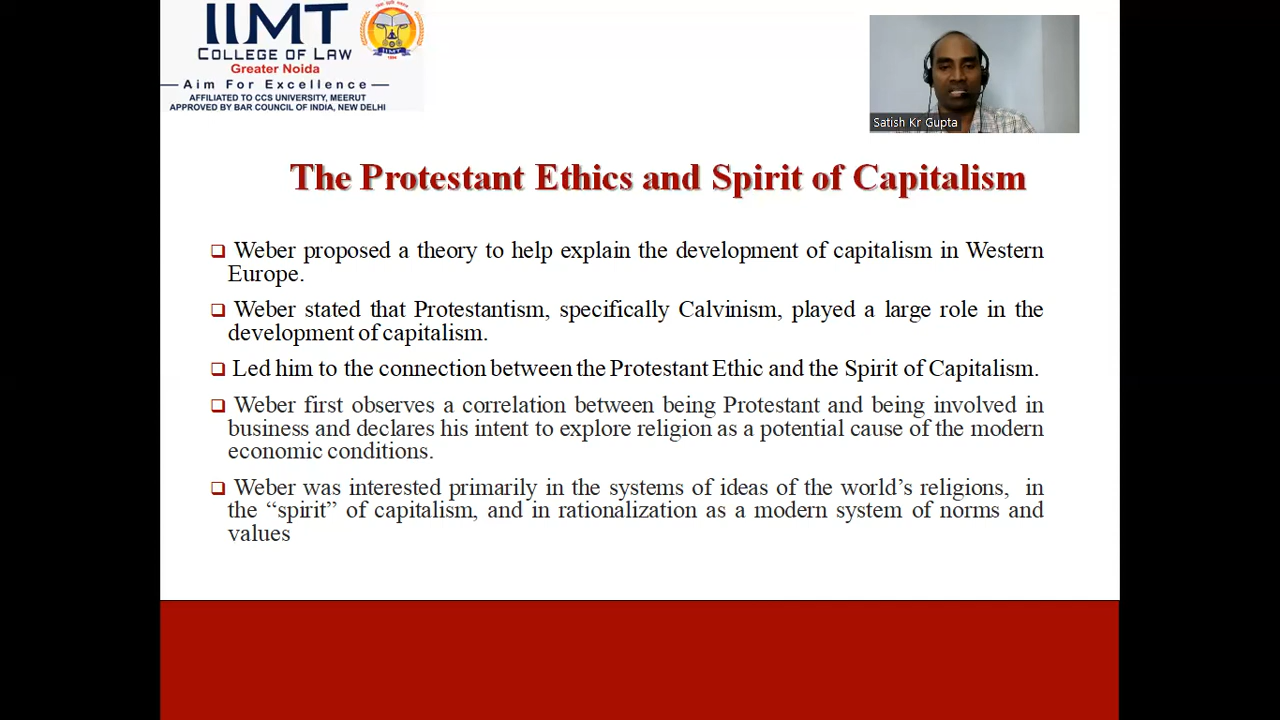 IIMT
COLLEGE OF LAW
Greater Noida
Aim For Excellence
AFFILIATED TO CCS UNIVERSITY, MEERUT
APPROVED BY BAR COUNCIL OF INDIA, NEW DELHI
IIMT
Satish Kr Gupta
The Protestant Ethics and Spirit of Capitalism
Weber proposed a theory to help explain the development of capitalism in Western
Europe.
Weber stated that Protestantism, specifically Calvinism, played a large role in the
development of capitalism.
Led him to the connection between the Protestant Ethic and the Spirit of Capitalism.
Weber first observes a correlation between being Protestant and being involved in
business and declares his intent to explore religion as a potential cause of the modern
economic conditions.
Weber was interested primarily in the systems of ideas of the world’s religions, in
the “spirit” of capitalism, and in rationalization as a modern system of norms and
values